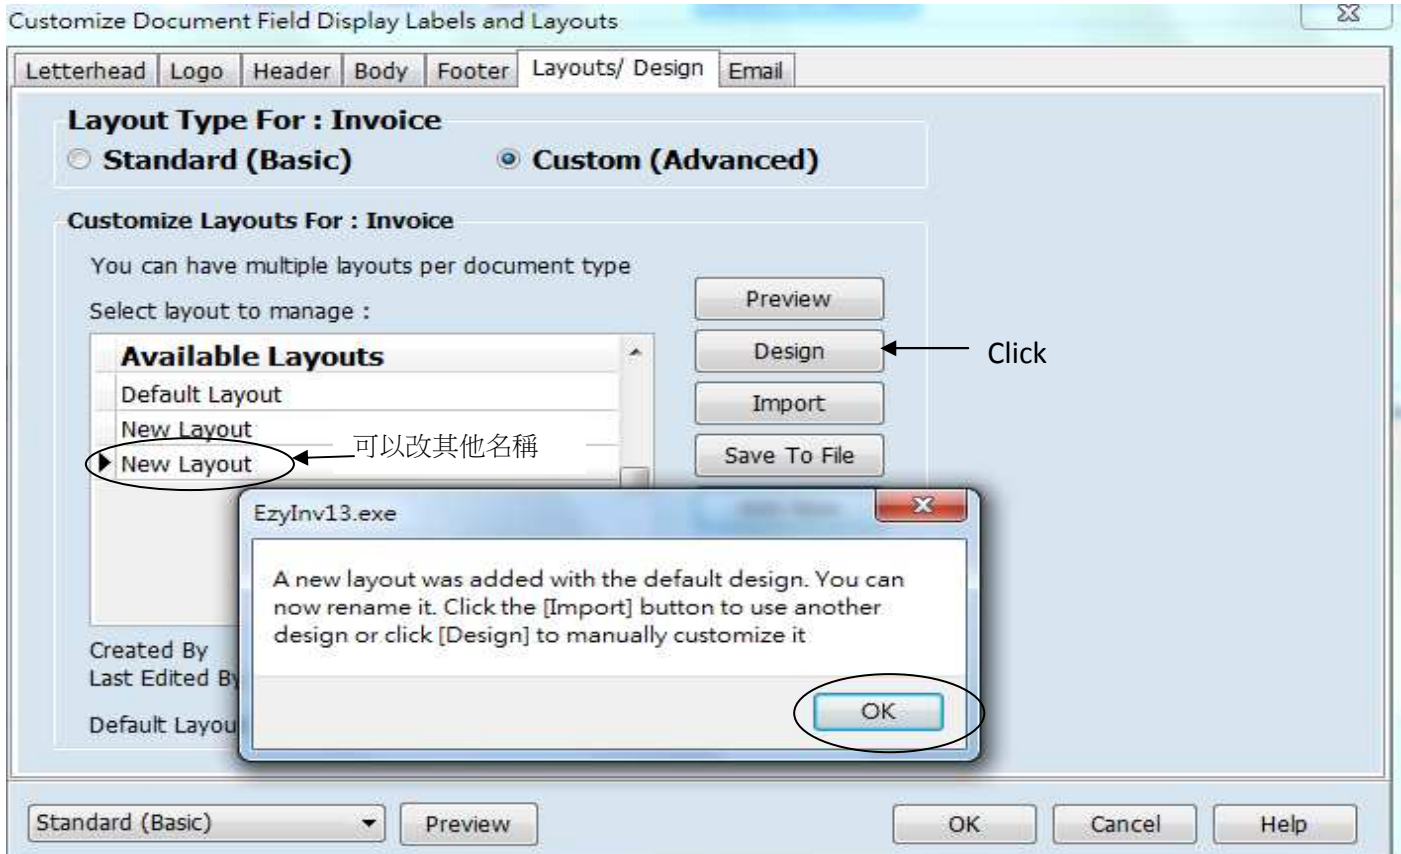 Customize Document Field Display Labels and Layouts
Letterhead Logo Header Body Footer Layouts/ Design Email
Layout Type For : Invoice
Standard (Basic) Custom (Advanced)
Customize Layouts For : Invoice
You can have multiple layouts per document type
Select layout to manage :
Preview
Available Layouts
Design
Click
Default Layout
Import
New Layout
可以改其他名稱
New Layout
Save To File
EzyInv13.exe
A new layout was added with the default design. You can
now rename it. Click the [Import] button to use another
design or click [Design] to manually customize it
OK
Created By
Last Edited By
Default Layou
Standard (Basic) Preview OK Cancel Help